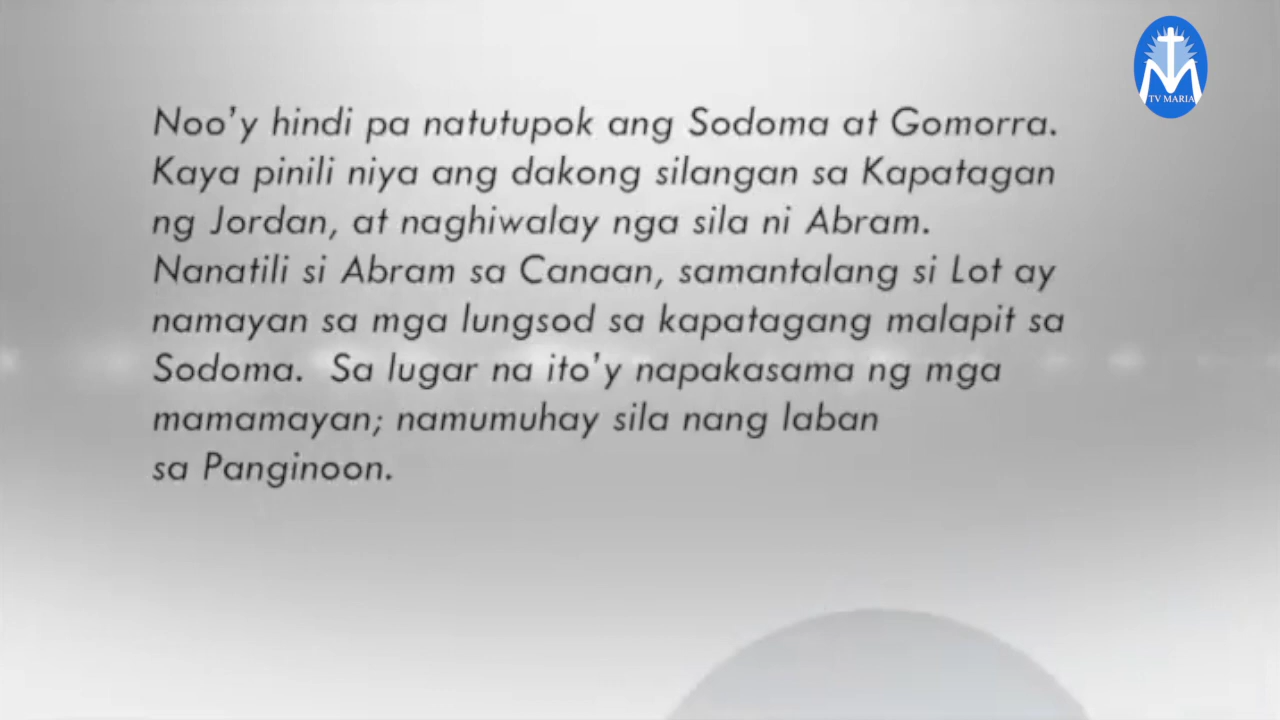 TV MARIA
Noo'y hindi pa natutupok ang Sodoma at Gomorra.
Kaya pinili niya ang dakong silangan sa Kapatagan
ng Jordan, at naghiwalay nga sila ni Abram.
Nanatili si Abram sa Canaan, samantalang si Lot ay
namayan sa mga lungsod sa kapatagang malapit sa
Sodoma.  Sa lugar na ito'y napakasama ng mga
mamamayan; namumuhay sila nang laban
sa Panginoon.